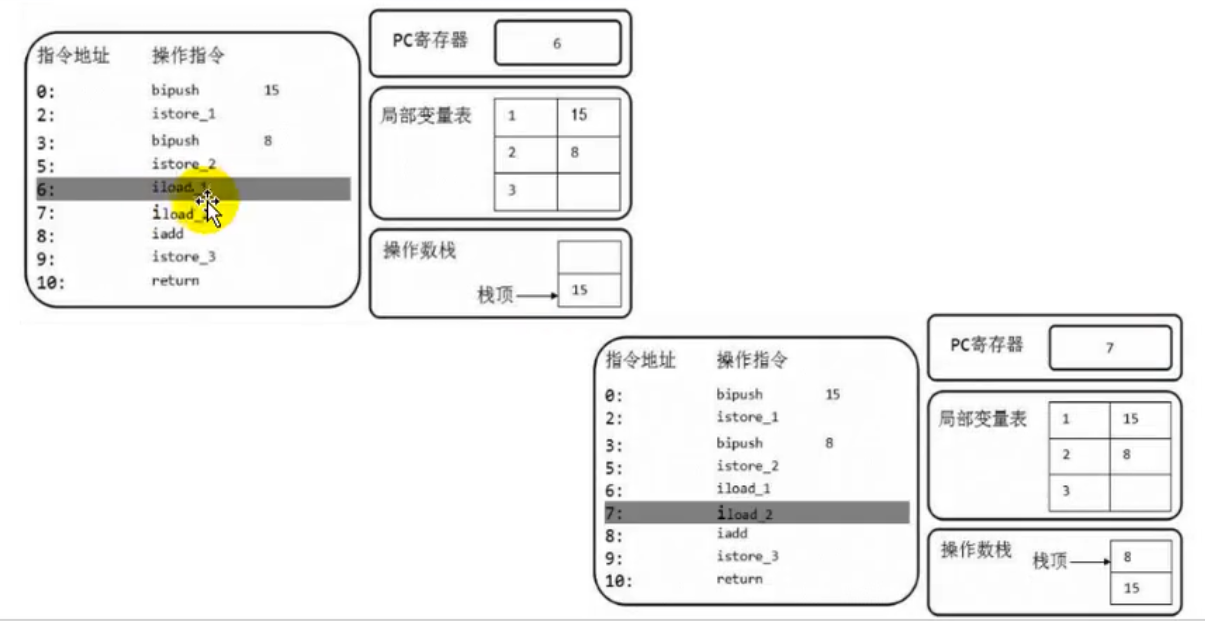 指令地址 操作指令
0: bipush 15
2: istore_1
3: bipush 8
5: istore_2
6: iload_1
7: iload_2
8: iadd
9: istore_3
10: return
PC寄存器 6
局部变量表 1 15
2 8
3
操作数栈
栈顶 15
指令地址 操作指令
0: bipush 15
2: istore_1
3: bipush 8
5: istore_2
6: iload_1
7: iload_2
8: iadd
9: istore_3
10: return
PC寄存器 7
局部变量表 1 15
2 8
3
操作数栈 栈顶 8
15